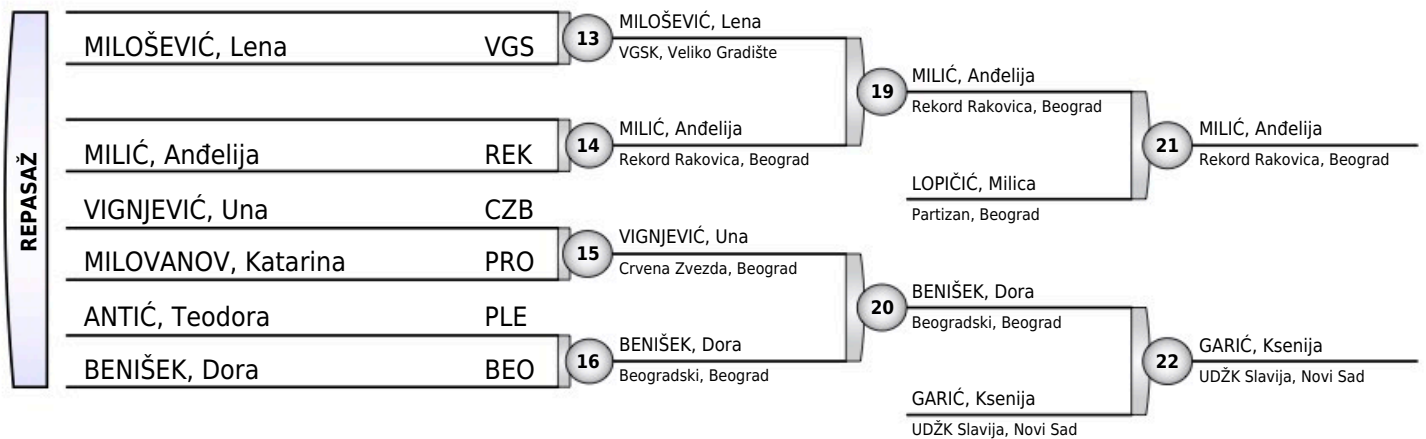 REPASAŽ
MILOŠEVIĆ, Lena VGS
MILIĆ, Anđelija REK
VIGNJEVIĆ, Una CZB
MILOVANOV, Katarina PRO
ANTIĆ, Teodora PLE
BENIŠEK, Dora BEO
13
MILOŠEVIĆ, Lena
VGSK, Veliko Gradište
14
MILIĆ, Anđelija
Rekord Rakovica, Beograd
15
VIGNJEVIĆ, Una
Crvena Zvezda, Beograd
16
BENIŠEK, Dora
Beogradski, Beograd
19
MILIĆ, Anđelija
Rekord Rakovica, Beograd
LOPIČIĆ, Milica
Partizan, Beograd
20
BENIŠEK, Dora
Beogradski, Beograd
GARIĆ, Ksenija
UDŽK Slavija, Novi Sad
21
MILIĆ, Anđelija
Rekord Rakovica, Beograd
22
GARIĆ, Ksenija
UDŽK Slavija, Novi Sad